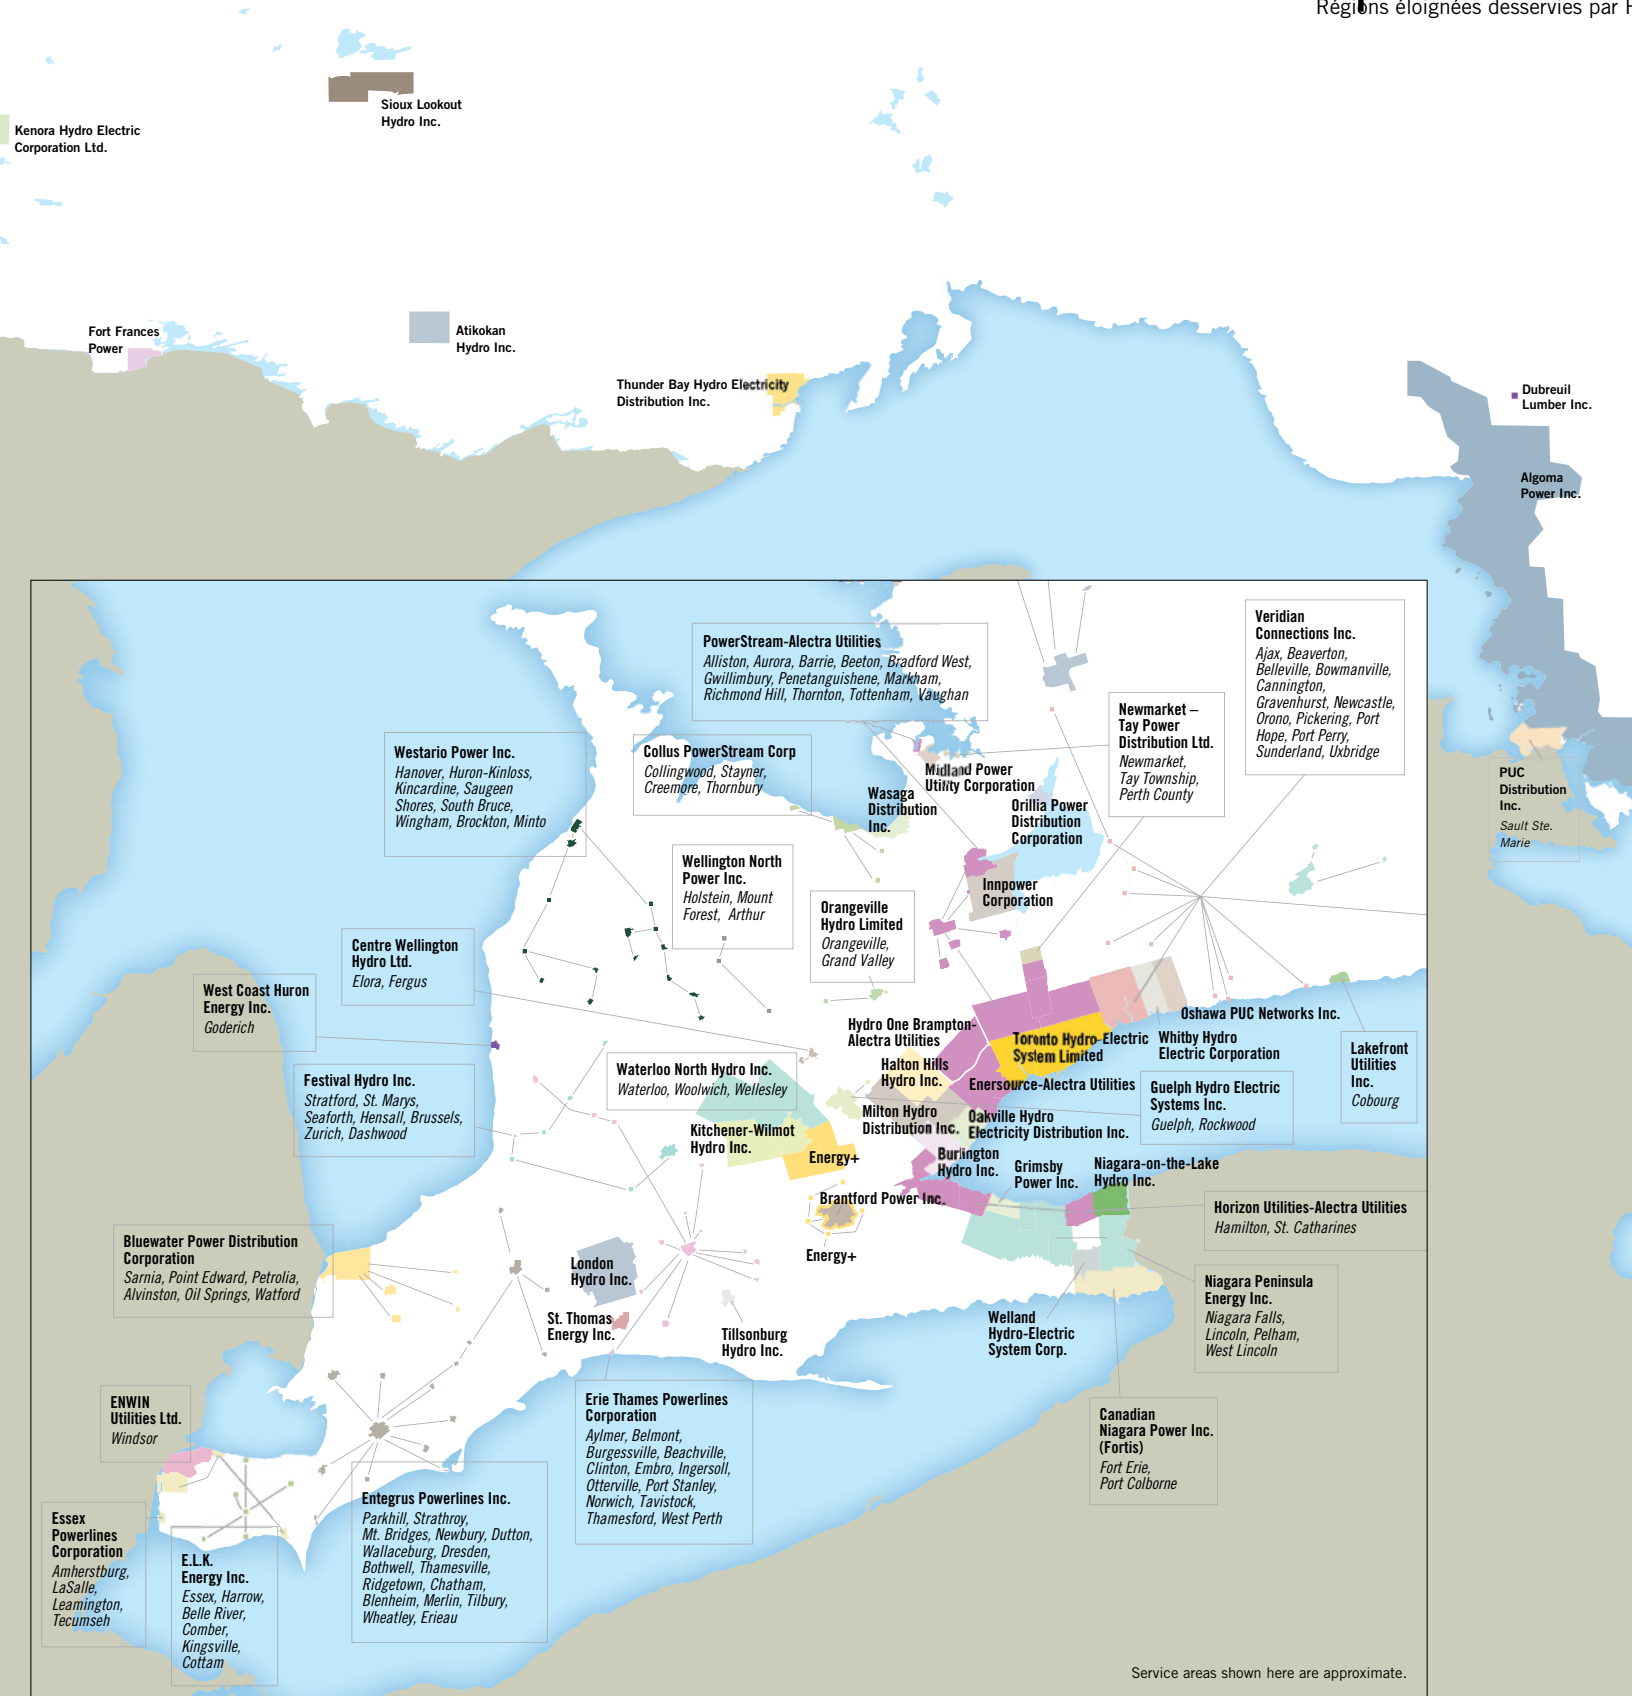 Régions éloignées desservies par
Sioux Lookout
Hydro Inc.
Kenora Hydro Electric
Corporation Ltd.
Fort Frances
Power
Atikokan
Hydro Inc.
Thunder Bay Hydro Electricity
Distribution Inc.
Dubreuil
Lumber Inc.
Algoma
Power Inc.
PUC
Distribution
Inc.
Sault Ste.
Marie
PowerStream-Alectra Utilities
Alliston, Aurora, Barrie, Beeton, Bradford West,
Gwillimbury, Penetanguishene, Markham,
Richmond Hill, Thornton, Tottenham, Vaughan
Veridian
Connections Inc.
Ajax, Beaverton,
Belleville, Bowmanville,
Cannington,
Gravenhurst, Newcastle,
Orono, Pickering, Port
Hope, Port Perry,
Sunderland, Uxbridge
Newmarket –
Tay Power
Distribution Ltd.
Newmarket,
Tay Township,
Perth County
Westario Power Inc.
Hanover, Huron-Kinloss,
Kincardine, Saugeen
Shores, South Bruce,
Wingham, Brockton, Minto
Collus PowerStream Corp
Collingwood, Stayner,
Creemore, Thornbury
Midland Power
Utility Corporation
Wasaga
Distribution
Inc.
Orillia Power
Distribution
Corporation
Wellington North
Power Inc.
Holstein, Mount
Forest, Arthur
Innpower
Corporation
Orangeville
Hydro Limited
Orangeville,
Grand Valley
Centre Wellington
Hydro Ltd.
Elora, Fergus
West Coast Huron
Energy Inc.
Goderich
Oshawa PUC Networks Inc.
Hydro One Brampton-
Alectra Utilities
Toronto Hydro-Electric
System Limited
Whitby Hydro
Electric Corporation
Lakefront
Utilities
Inc.
Cobourg
Halton Hills
Hydro Inc.
Enersource-Alectra Utilities
Waterloo North Hydro Inc.
Waterloo, Woolwich, Wellesley
Festival Hydro Inc.
Stratford, St. Marys,
Seaforth, Hensall, Brussels,
Zurich, Dashwood
Guelph Hydro Electric
Systems Inc.
Guelph, Rockwood
Milton Hydro
Distribution Inc.
Oakville Hydro
Electricity Distribution Inc.
Kitchener-Wilmot
Hydro Inc.
Energy+
Burlington
Hydro Inc.
Grimsby
Power Inc.
Niagara-on-the-Lake
Hydro Inc.
Brantford Power Inc.
Horizon Utilities-Alectra Utilities
Hamilton, St. Catharines
Energy+
Bluewater Power Distribution
Corporation
Sarnia, Point Edward, Petrolia,
Alvinston, Oil Springs, Watford
London
Hydro Inc.
Niagara Peninsula
Energy Inc.
Niagara Falls,
Lincoln, Pelham,
West Lincoln
St. Thomas
Energy Inc.
Tillsonburg
Hydro Inc.
Welland
Hydro-Electric
System Corp.
ENWIN
Utilities Ltd.
Windsor
Erie Thames Powerlines
Corporation
Aylmer, Belmont,
Burgessville, Beachville,
Clinton, Embro, Ingersoll,
Otterville, Port Stanley,
Norwich, Tavistock,
Thamesford, West Perth
Canadian
Niagara Power Inc.
(Fortis)
Fort Erie,
Port Colborne
Entegrus Powerlines Inc.
Parkhill, Strathroy,
Mt. Bridges, Newbury, Dutton,
Wallaceburg, Dresden,
Bothwell, Thamesville,
Ridgetown, Chatham,
Blenheim, Merlin, Tilbury,
Wheatley, Erieau
Essex
Powerlines
Corporation
Amherstburg,
LaSalle,
Leamington,
Tecumseh
E.L.K.
Energy Inc.
Essex, Harrow,
Belle River,
Comber,
Kingsville,
Cottam
Service areas shown here are approximate.